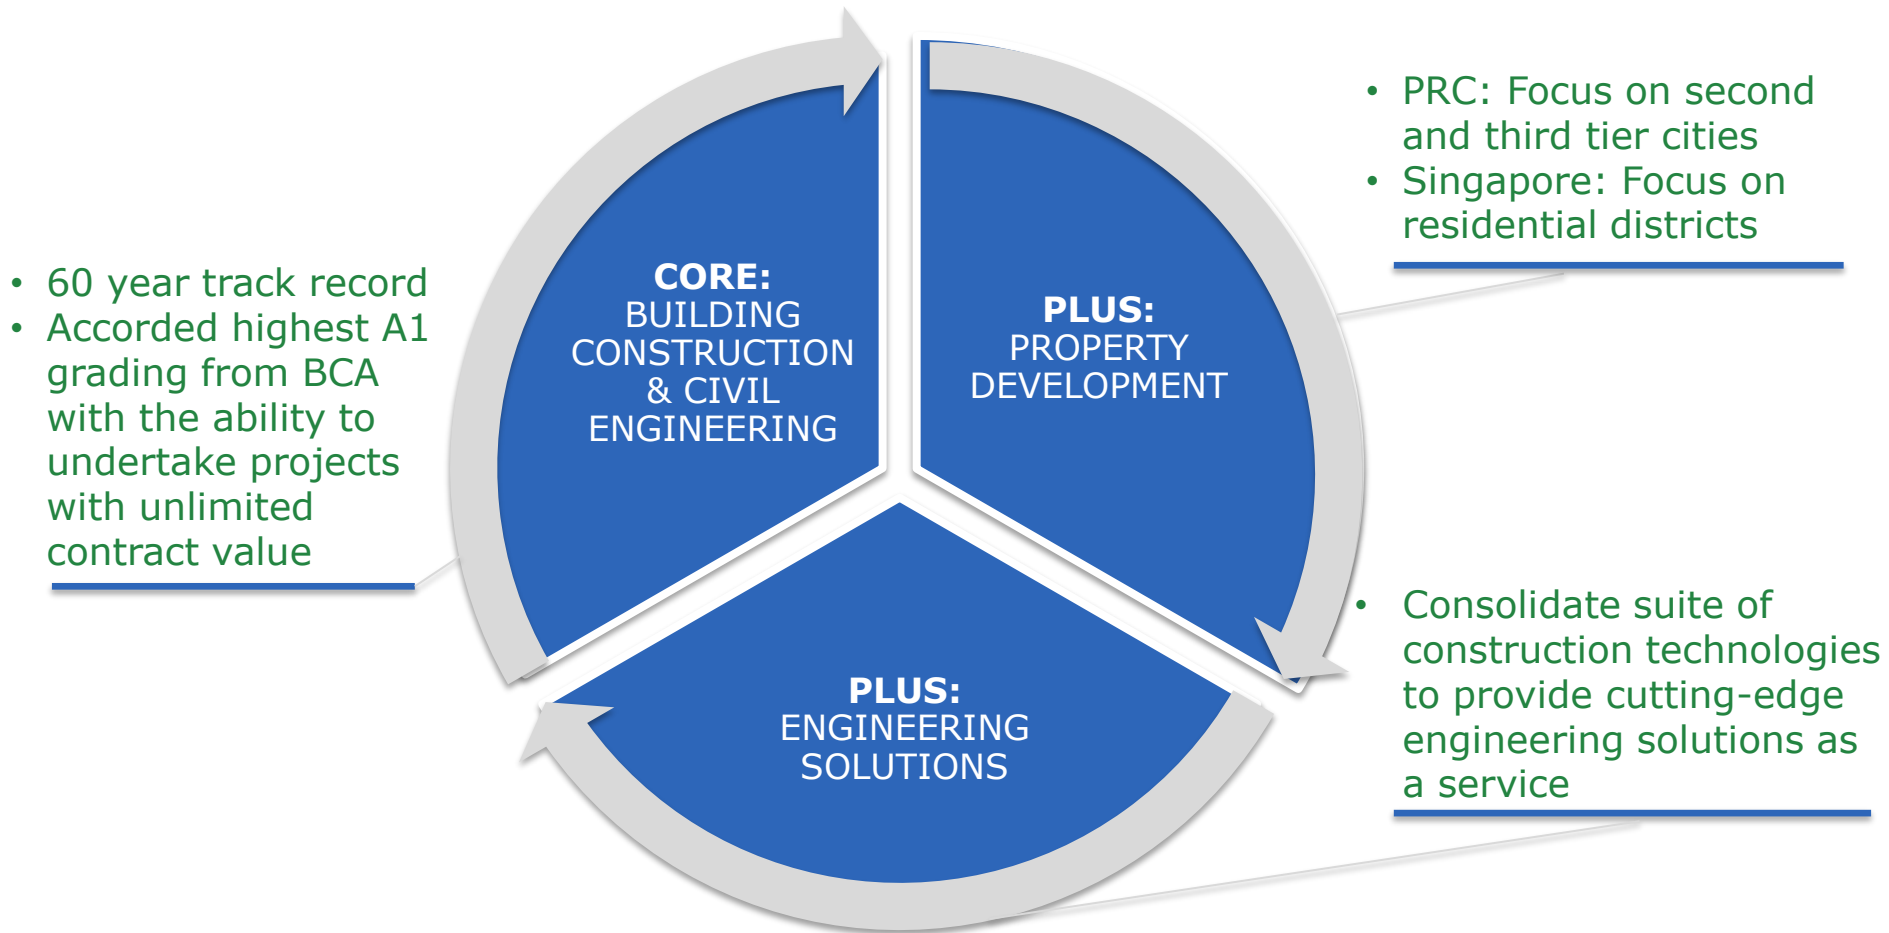 • 60 year track record
• Accorded highest A1
grading from BCA
with the ability to
undertake projects
with unlimited
contract value
CORE:
BUILDING
CONSTRUCTION
& CIVIL
ENGINEERING
PLUS:
PROPERTY
DEVELOPMENT
• PRC: Focus on second
and third tier cities
• Singapore: Focus on
residential districts
PLUS:
ENGINEERING
SOLUTIONS
• Consolidate suite of
construction technologies
to provide cutting-edge
engineering solutions as
a service